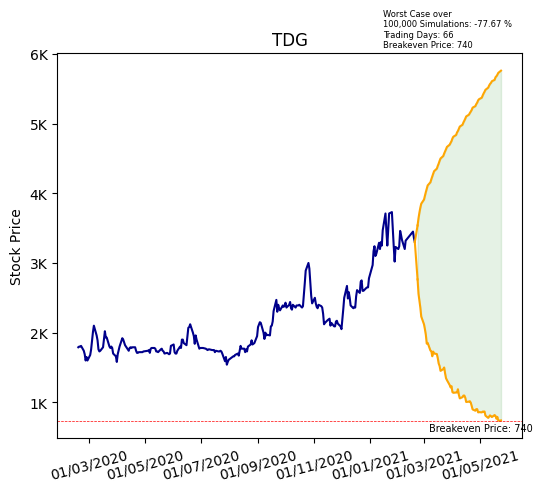 Worst Case over
100,000 Simulations: -77.67 %
Trading Days: 66
Breakeven Price: 740
TDG
6K
5K
4K
3K
2K
1K
Stock Price
Breakeven Price: 740
01/03/2020 01/05/2020 01/07/2020 01/09/2020 01/11/2020 01/01/2021 01/03/2021 01/05/2021